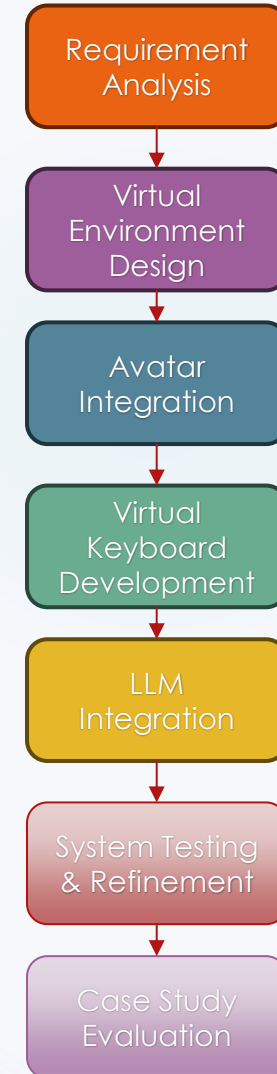 Requirement
Analysis
Virtual
Environment
Design
Avatar
Integration
Virtual
Keyboard
Development
LLM
Integration
System Testing
& Refinement
Case Study
Evaluation